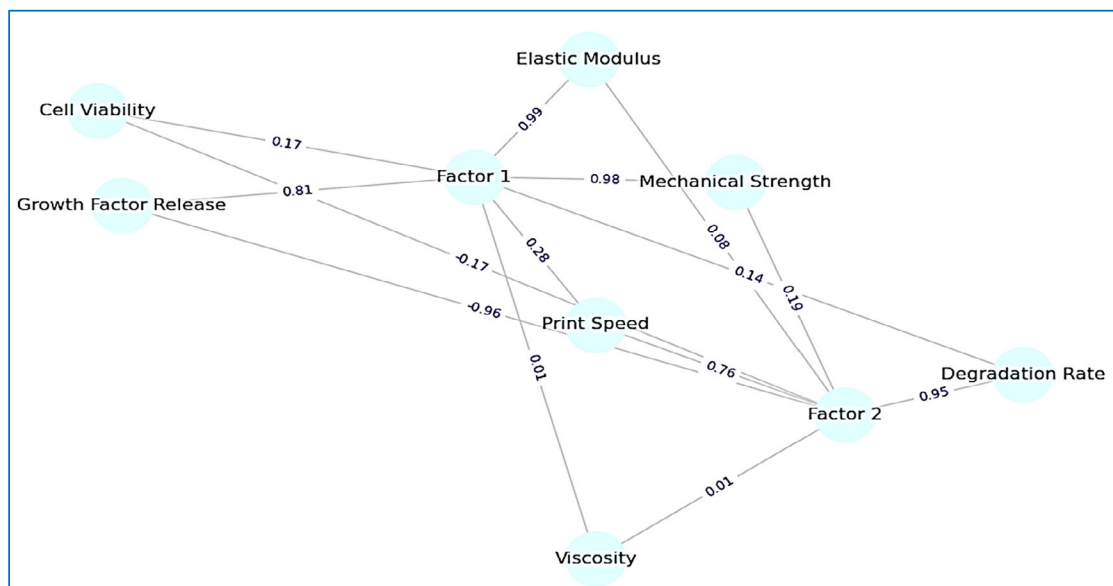 Elastic Modulus
Cell Viability
0.99
0.17
Factor 1
0.98
Mechanical Strength
0.81
Growth Factor Release
0.08
0.28
-0.17
0.14
0.19
-0.96
Print Speed
0.01
0.76
Degradation Rate
0.95
Factor 2
0.01
Viscosity